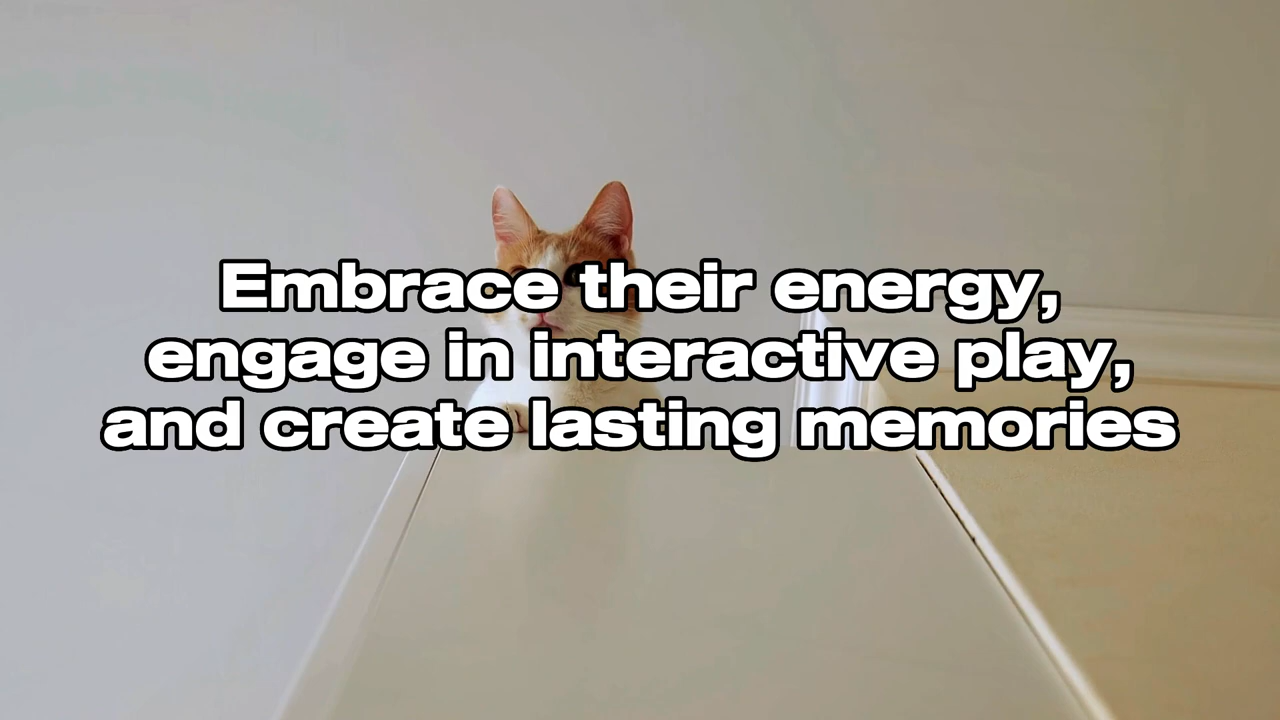 Embrace their energy,
engage in interactive play,
and create lasting memories